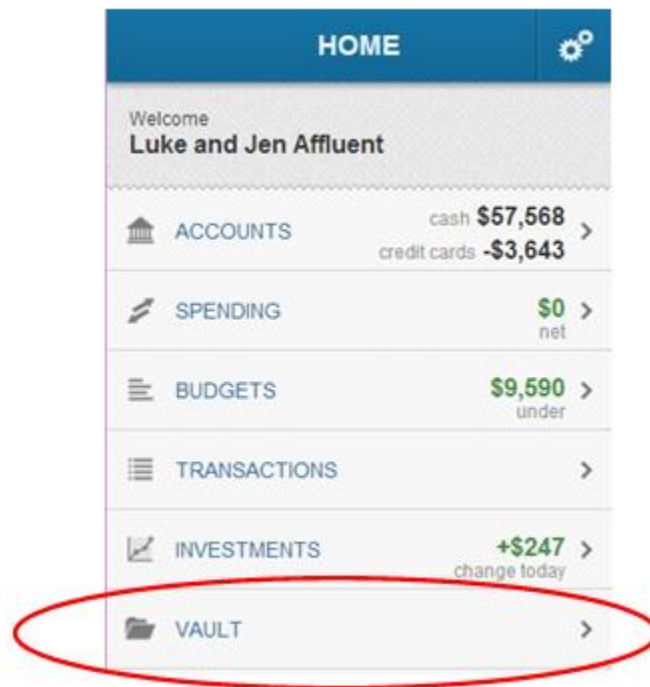 HOME
Welcome
Luke and Jen Affluent
ACCOUNTS cash $57,568
credit cards -$3,643
SPENDING $0
net
BUDGETS $9,590
under
TRANSACTIONS
INVESTMENTS +$247
change today
VAULT